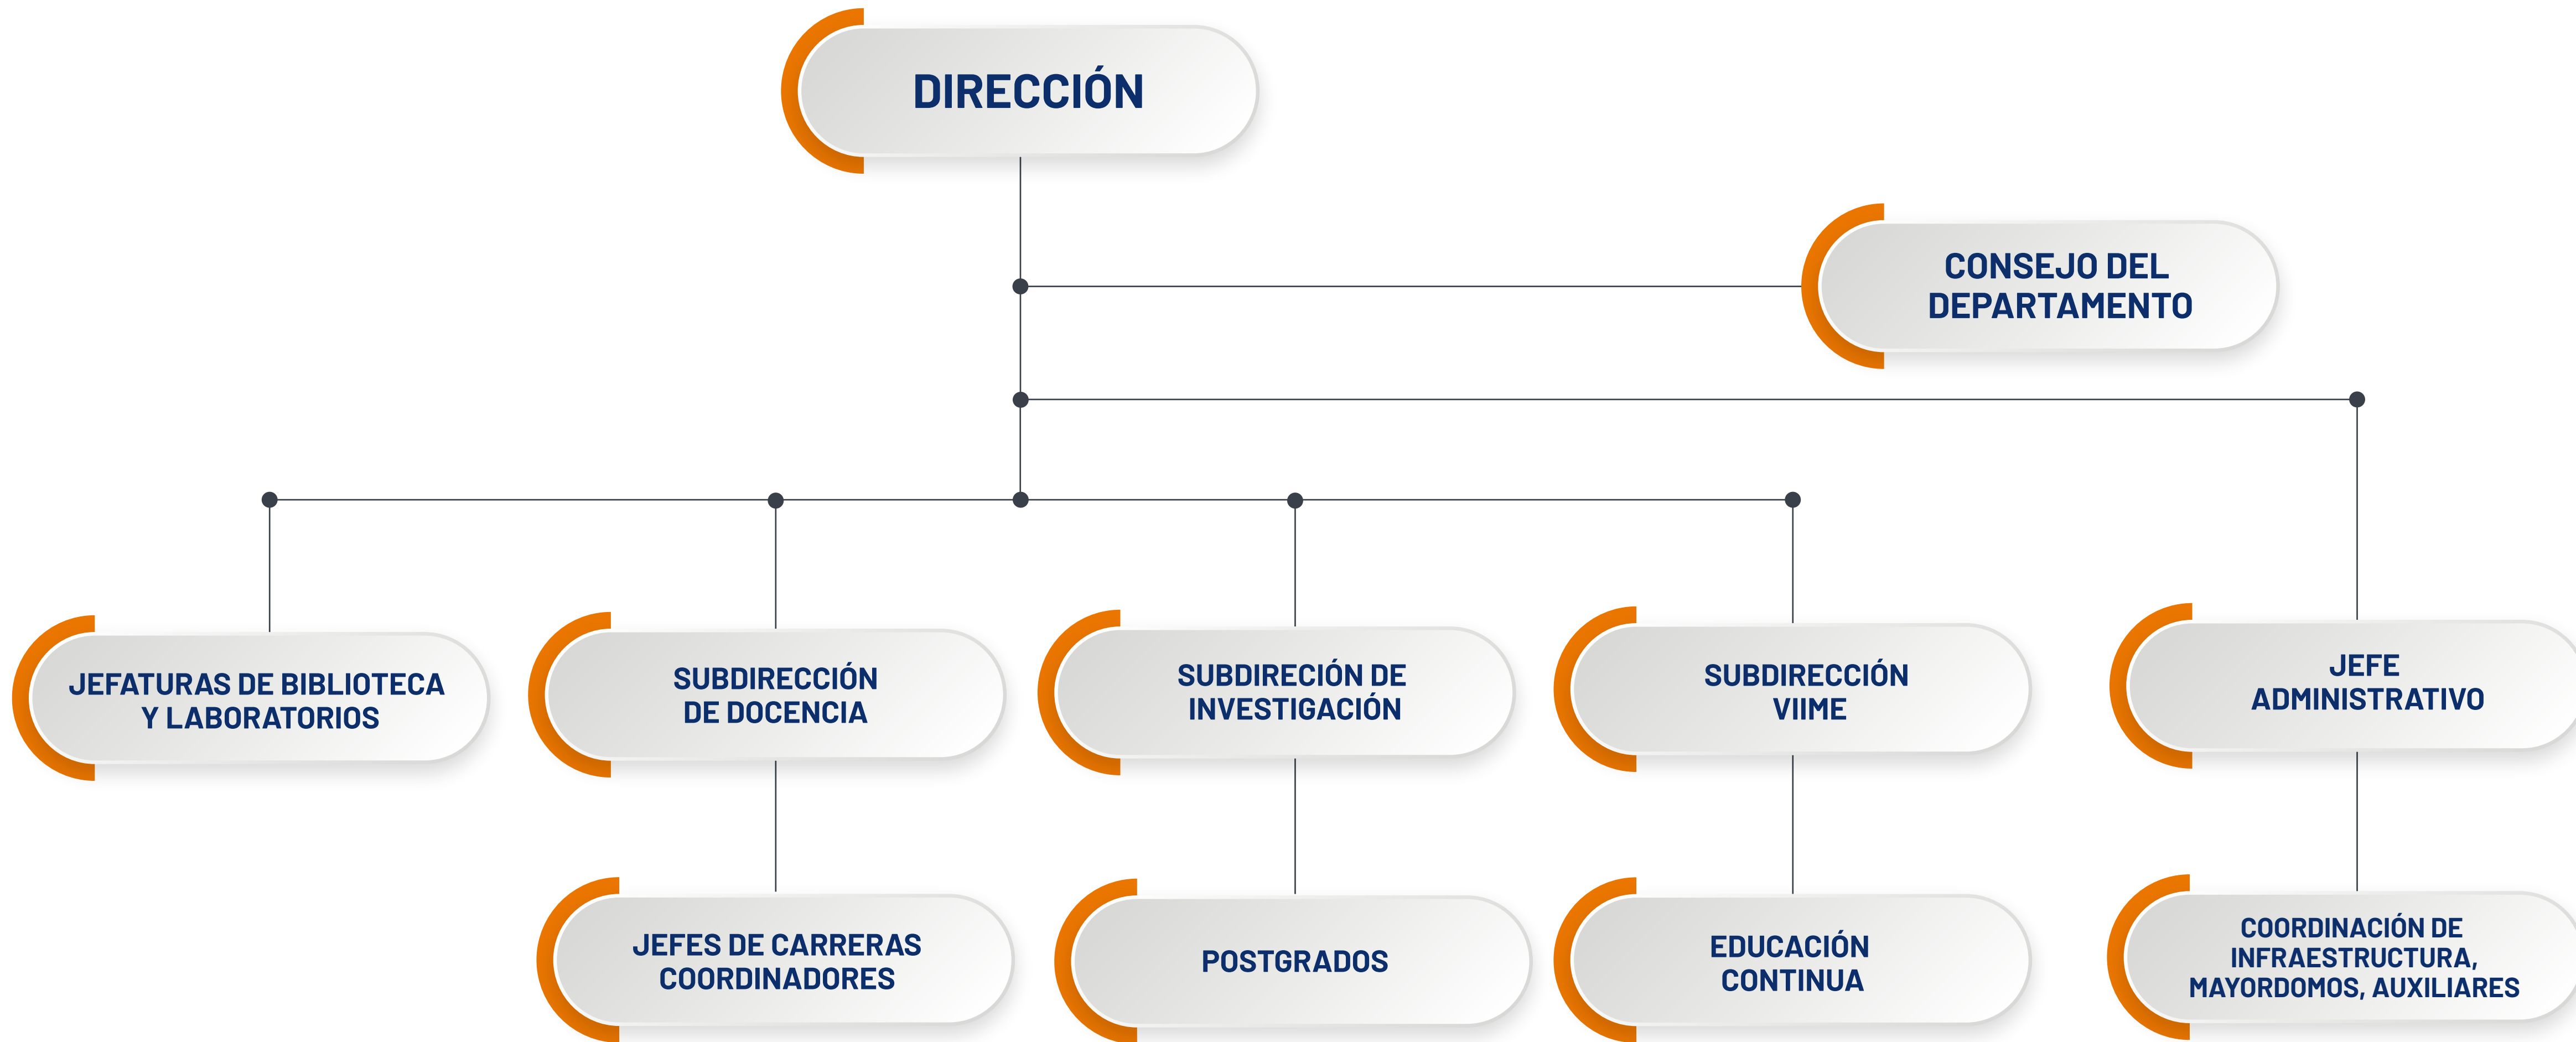 DIRECCIÓN
CONSEJO DEL
DEPARTAMENTO
JEFATURAS DE BIBLIOTECA
Y LABORATORIOS
SUBDIRECCIÓN
DE DOCENCIA
SUBDIRECIÓN DE
INVESTIGACIÓN
SUBDIRECCIÓN
VIIME
JEFE
ADMINISTRATIVO
JEFES DE CARRERAS
COORDINADORES
POSTGRADOS
EDUCACIÓN
CONTINUA
COORDINACIÓN DE
INFRAESTRUCTURA,
MAYORDOMOS, AUXILIARES